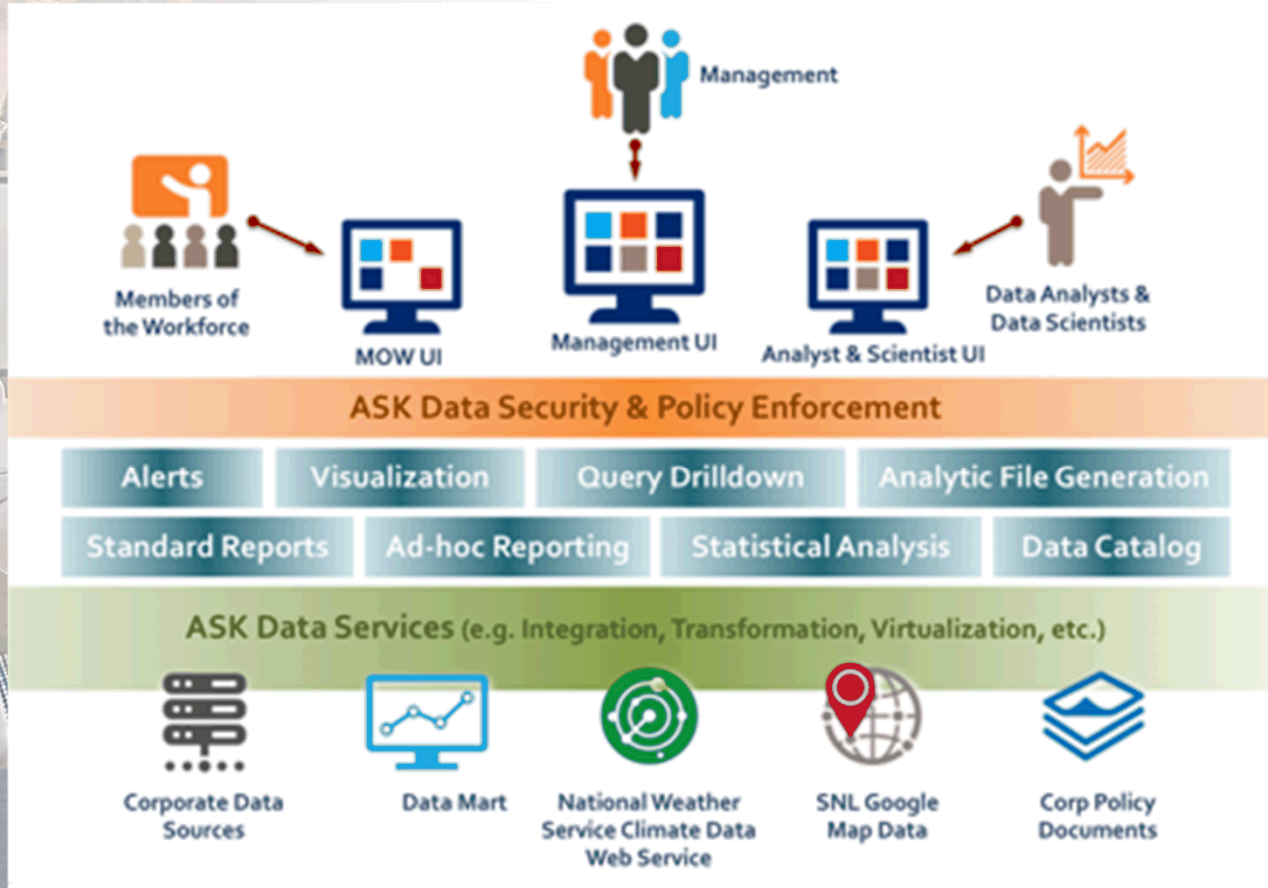 Management
Members of
the Workforce
MOW UI
Management UI
Analyst & Scientist UI
Data Analysts &
Data Scientists
ASK Data Security & Policy Enforcement
Alerts
Visualization
Query Drilldown
Analytic File Generation
Standard Reports
Ad-hoc Reporting
Statistical Analysis
Data Catalog
ASK Data Services (e.g. Integration, Transformation, Virtualization, etc.)
Corporate Data
Sources
Data Mart
National Weather
Service Climate Data
Web Service
SNL Google
Map Data
Corp Policy
Documents